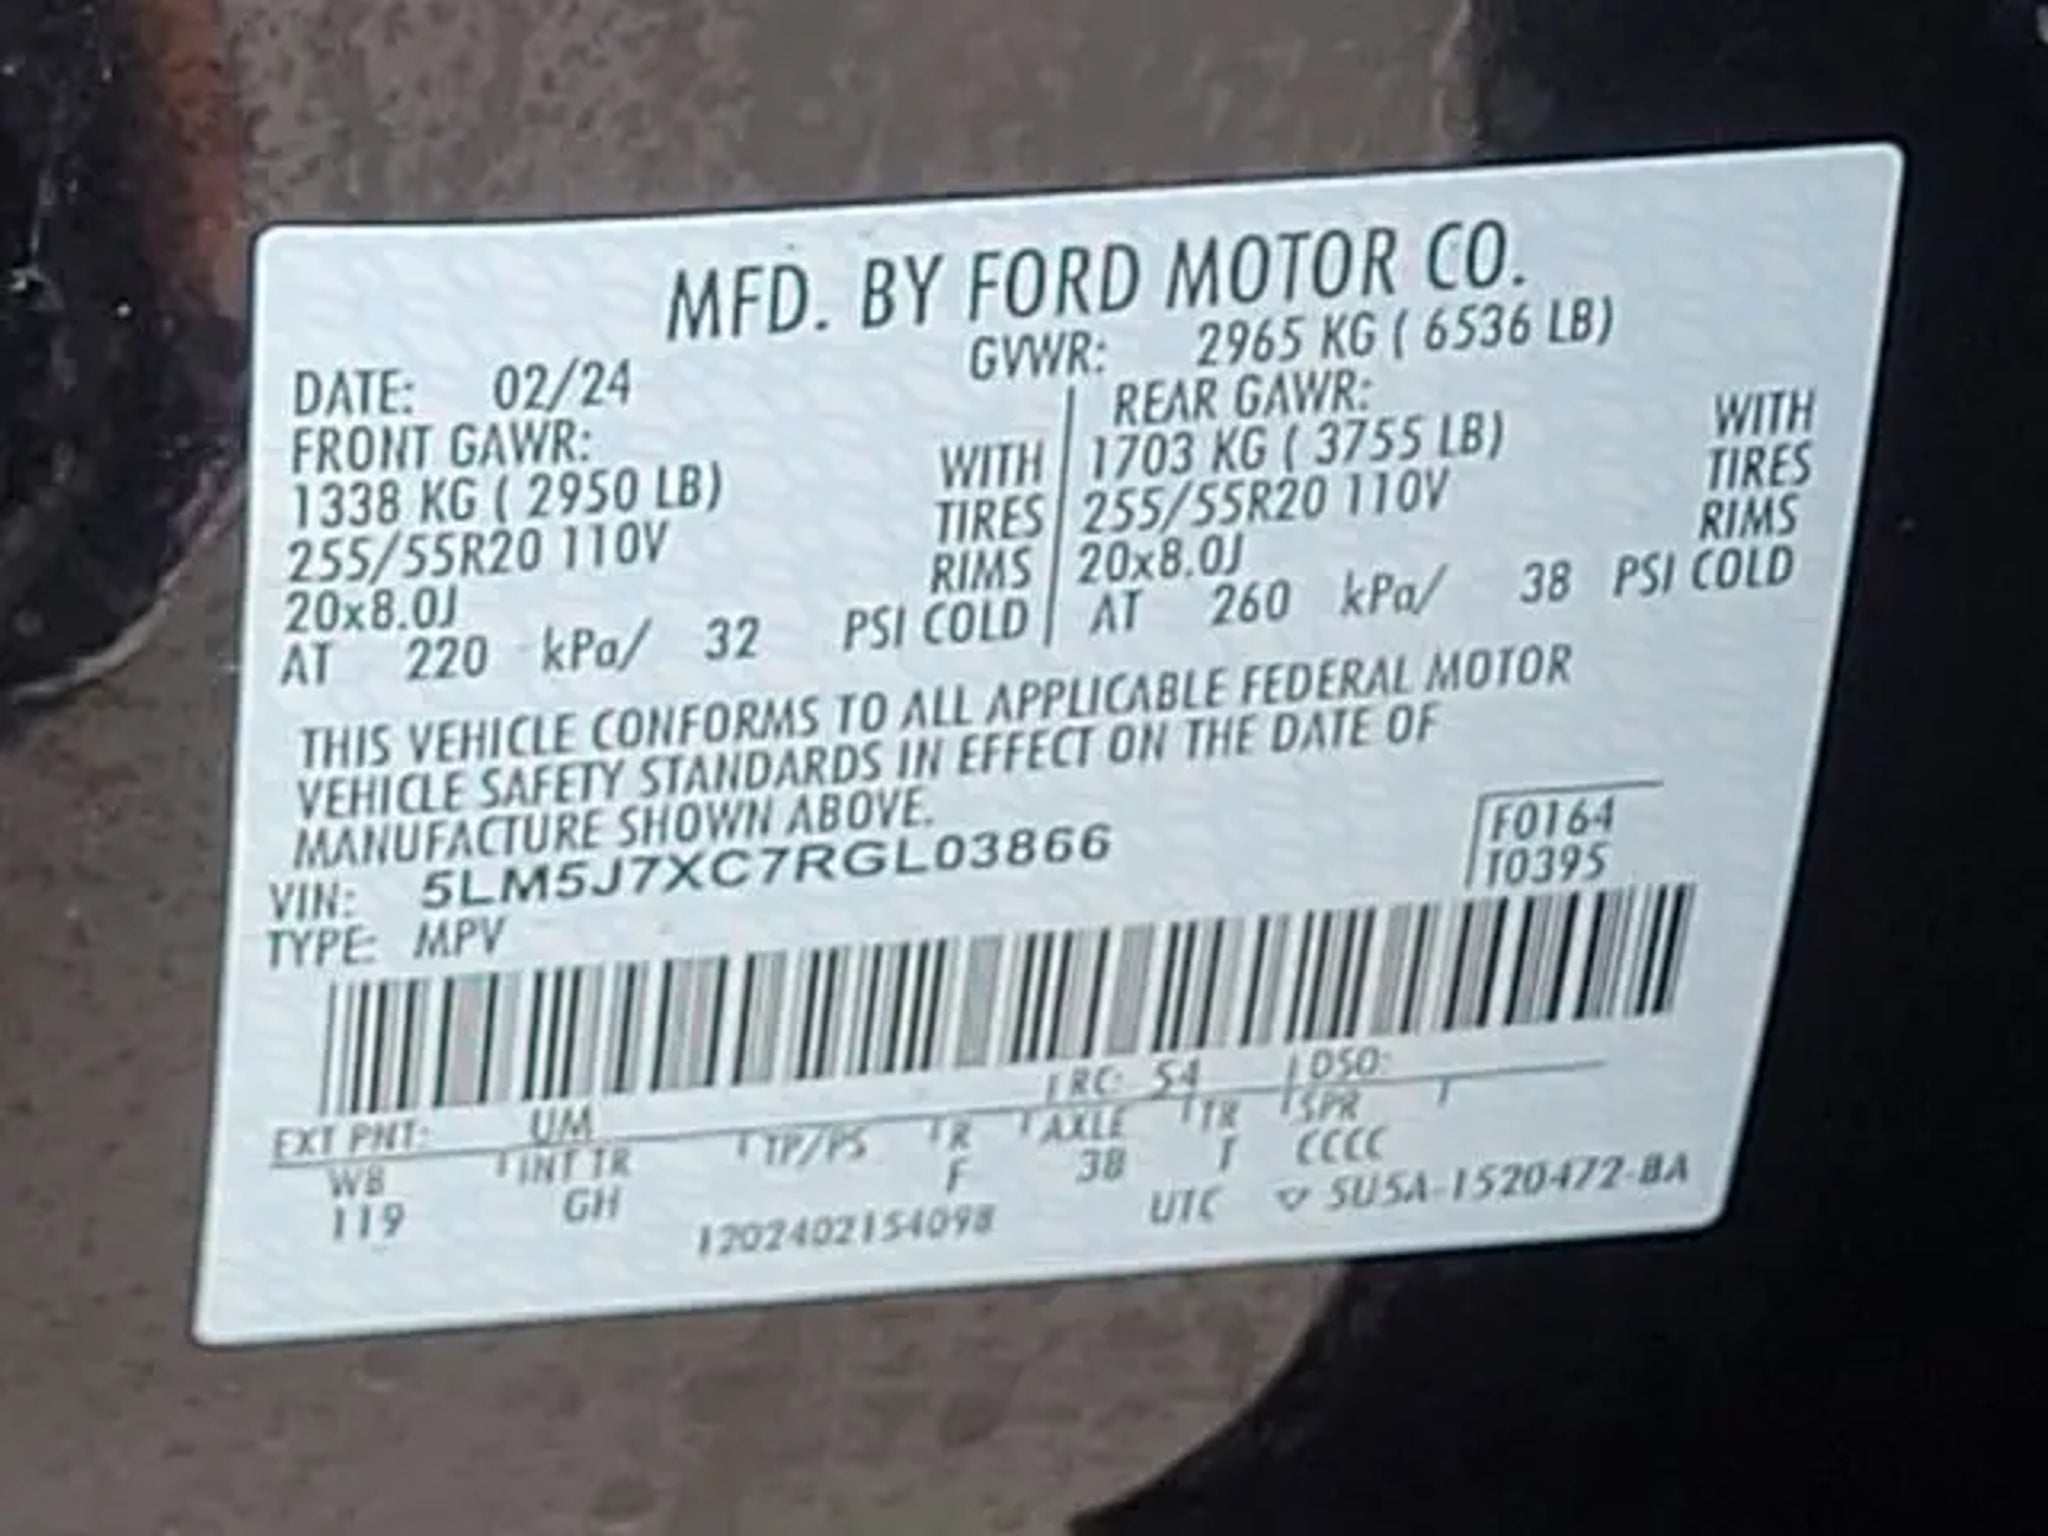 MFD. BY FORD MOTOR CO.
DATE: 02/24 GVWR: 2965 KG ( 6536 LB)
FRONT GAWR: REAR GAWR:
1338 KG ( 2950 LB) WITH 1703 KG ( 3755 LB) WITH
255/55R20 110V TIRES 255/55R20 110V TIRES
20x8.0J RIMS 20x8.0J RIMS
AT 220 kPa/ 32 PSI COLD AT 260 kPa/ 38 PSI COLD
THIS VEHICLE CONFORMS TO ALL APPLICABLE FEDERAL MOTOR
VEHICLE SAFETY STANDARDS IN EFFECT ON THE DATE OF
MANUFACTURE SHOWN ABOVE.
VIN: 5LM5J7XC7RGL03866 F0164
TYPE: MPV T0395
EXT PNT: UM RC: 54 DSO:
WB INT TR TP/PS R AXLE TR SPR
119 GH F 38 T CCCC
1202402154098 UTC ▽ 5U5A-1520472-BA